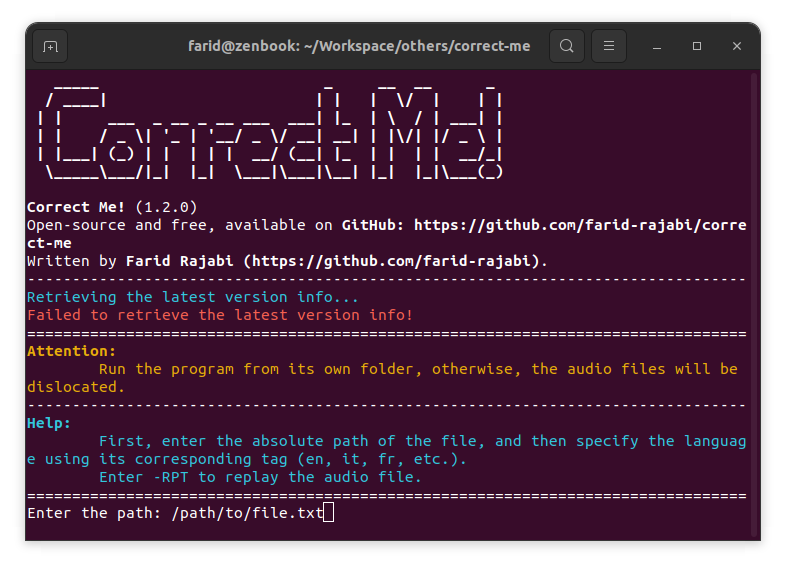 farid@zenbook: ~/Workspace/others/correct-me
Correct Me!
Correct Me! (1.2.0)
Open-source and free, available on GitHub: https://github.com/farid-rajabi/corre
ct-me
Written by Farid Rajabi (https://github.com/farid-rajabi).
--------------------------------------------------------------------------------
Retrieving the latest version info...
Failed to retrieve the latest version info!
================================================================================
Attention:
        Run the program from its own folder, otherwise, the audio files will be
dislocated.
--------------------------------------------------------------------------------
Help:
        First, enter the absolute path of the file, and then specify the languag
e using its corresponding tag (en, it, fr, etc.).
        Enter -RPT to replay the audio file.
================================================================================
Enter the path: /path/to/file.txt